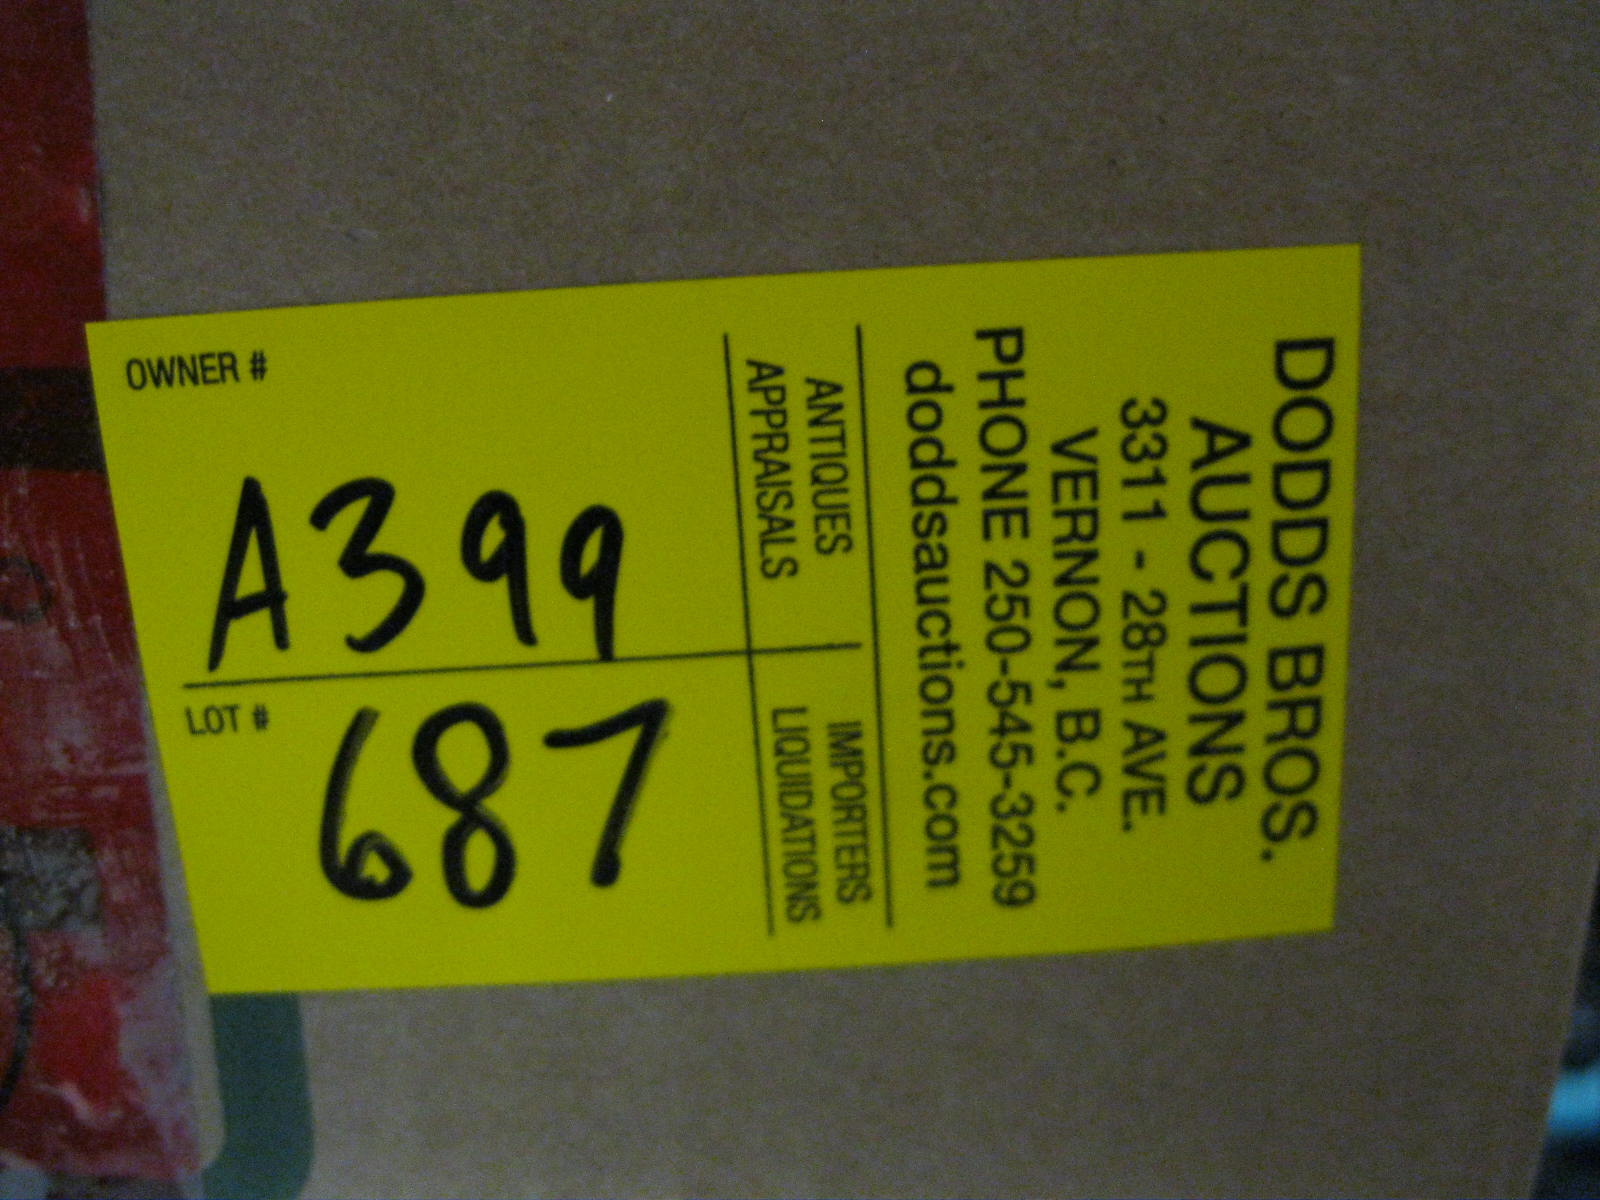 DODDS BROS.
AUCTIONS
3311 - 28TH AVE.
VERNON, B.C.
PHONE 250-545-3259
doddsauctions.com
ANTIQUES
APPRAISALS
IMPORTERS
LIQUIDATIONS
OWNER #
A399
LOT #
687